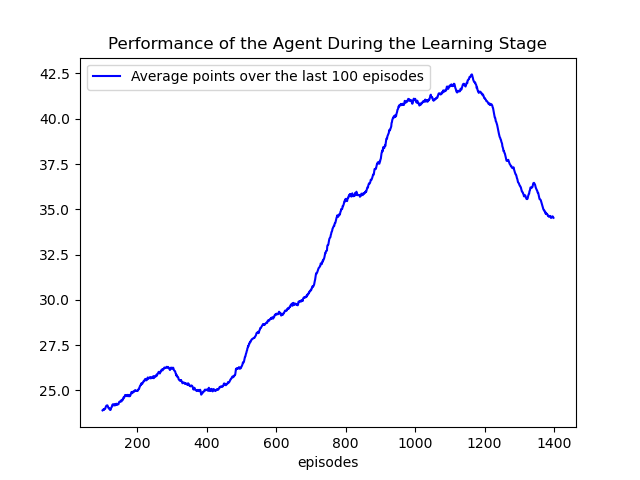 Performance of the Agent During the Learning Stage
Average points over the last 100 episodes
42.5
40.0
37.5
35.0
32.5
30.0
27.5
25.0
200 400 600 800 1000 1200 1400
episodes